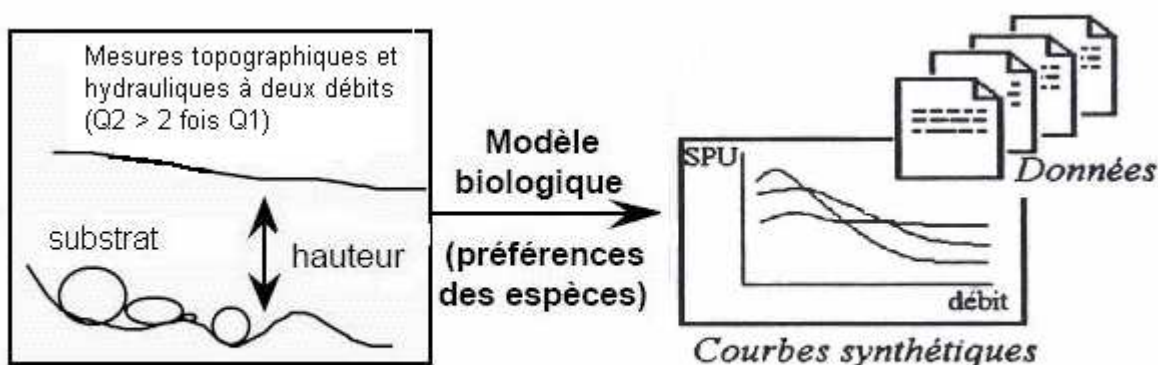 Mesures topographiques et
hydrauliques à deux débits
(Q2 > 2 fois Q1)
substrat
hauteur
Modèle
biologique
(préférences
des espèces)
SPU
débit
Données
Courbes synthétiques